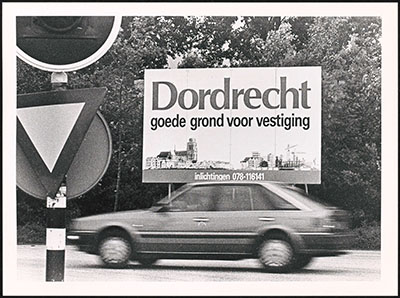 Dordrecht
goede grond voor vestiging
inlichtingen 078-116141